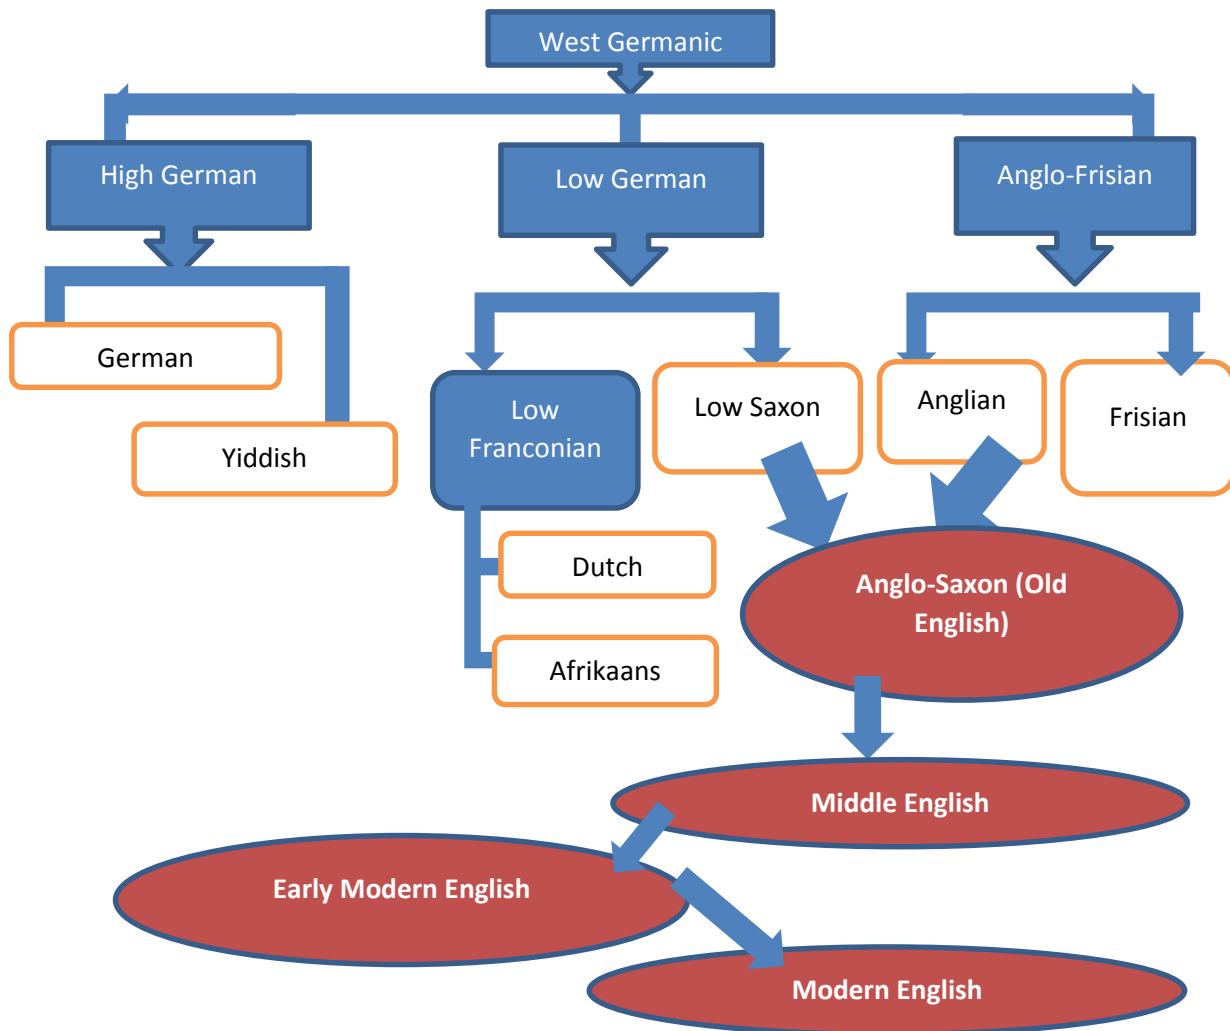 West Germanic
High German
Low German
Anglo-Frisian
German
Yiddish
Low
Franconian
Low Saxon
Anglian
Frisian
Dutch
Afrikaans
Anglo-Saxon (Old
English)
Middle English
Early Modern English
Modern English